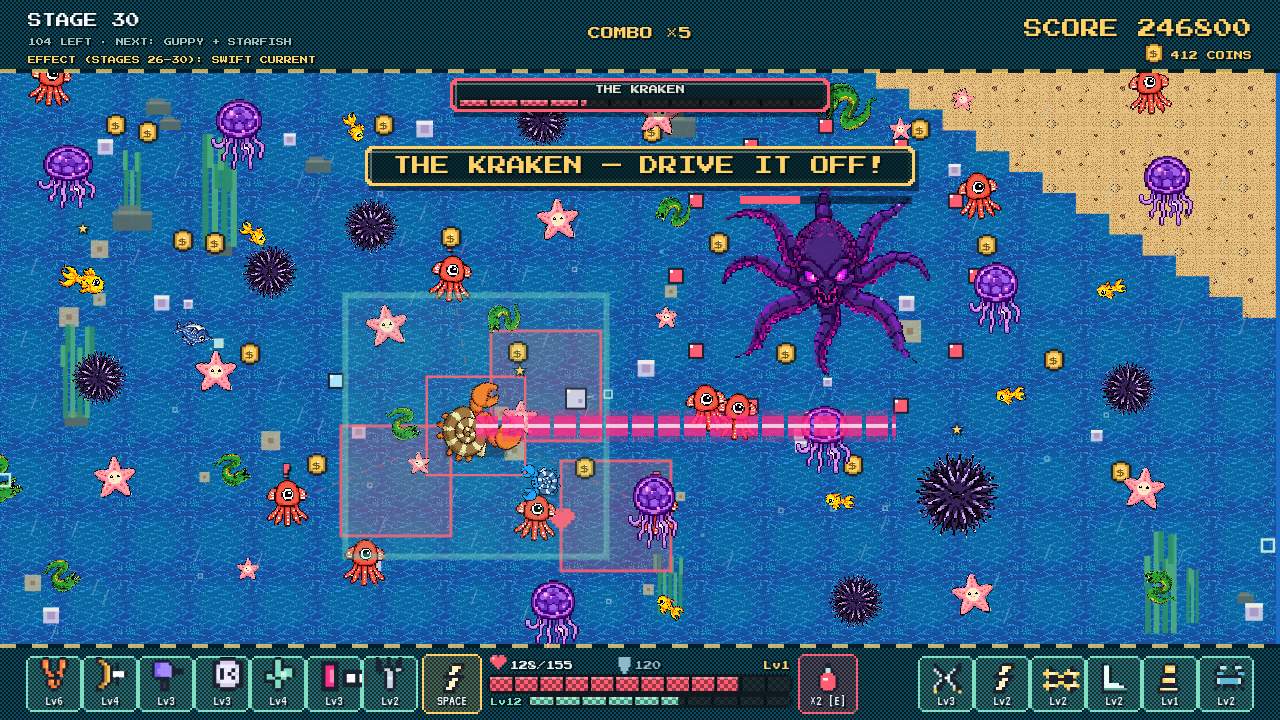 STAGE 30
104 LEFT · NEXT: GUPPY + STARFISH
EFFECT (STAGES 26-30): SWIFT CURRENT
COMBO ×5
SCORE 246800
412 COINS
THE KRAKEN
THE KRAKEN — DRIVE IT OFF!
Lv6
Lv4
Lv3
Lv3
Lv4
Lv3
Lv2
SPACE
128/155
120
Lv1
Lv12
X2 [E]
Lv3
Lv2
Lv2
Lv2
Lv1
Lv2